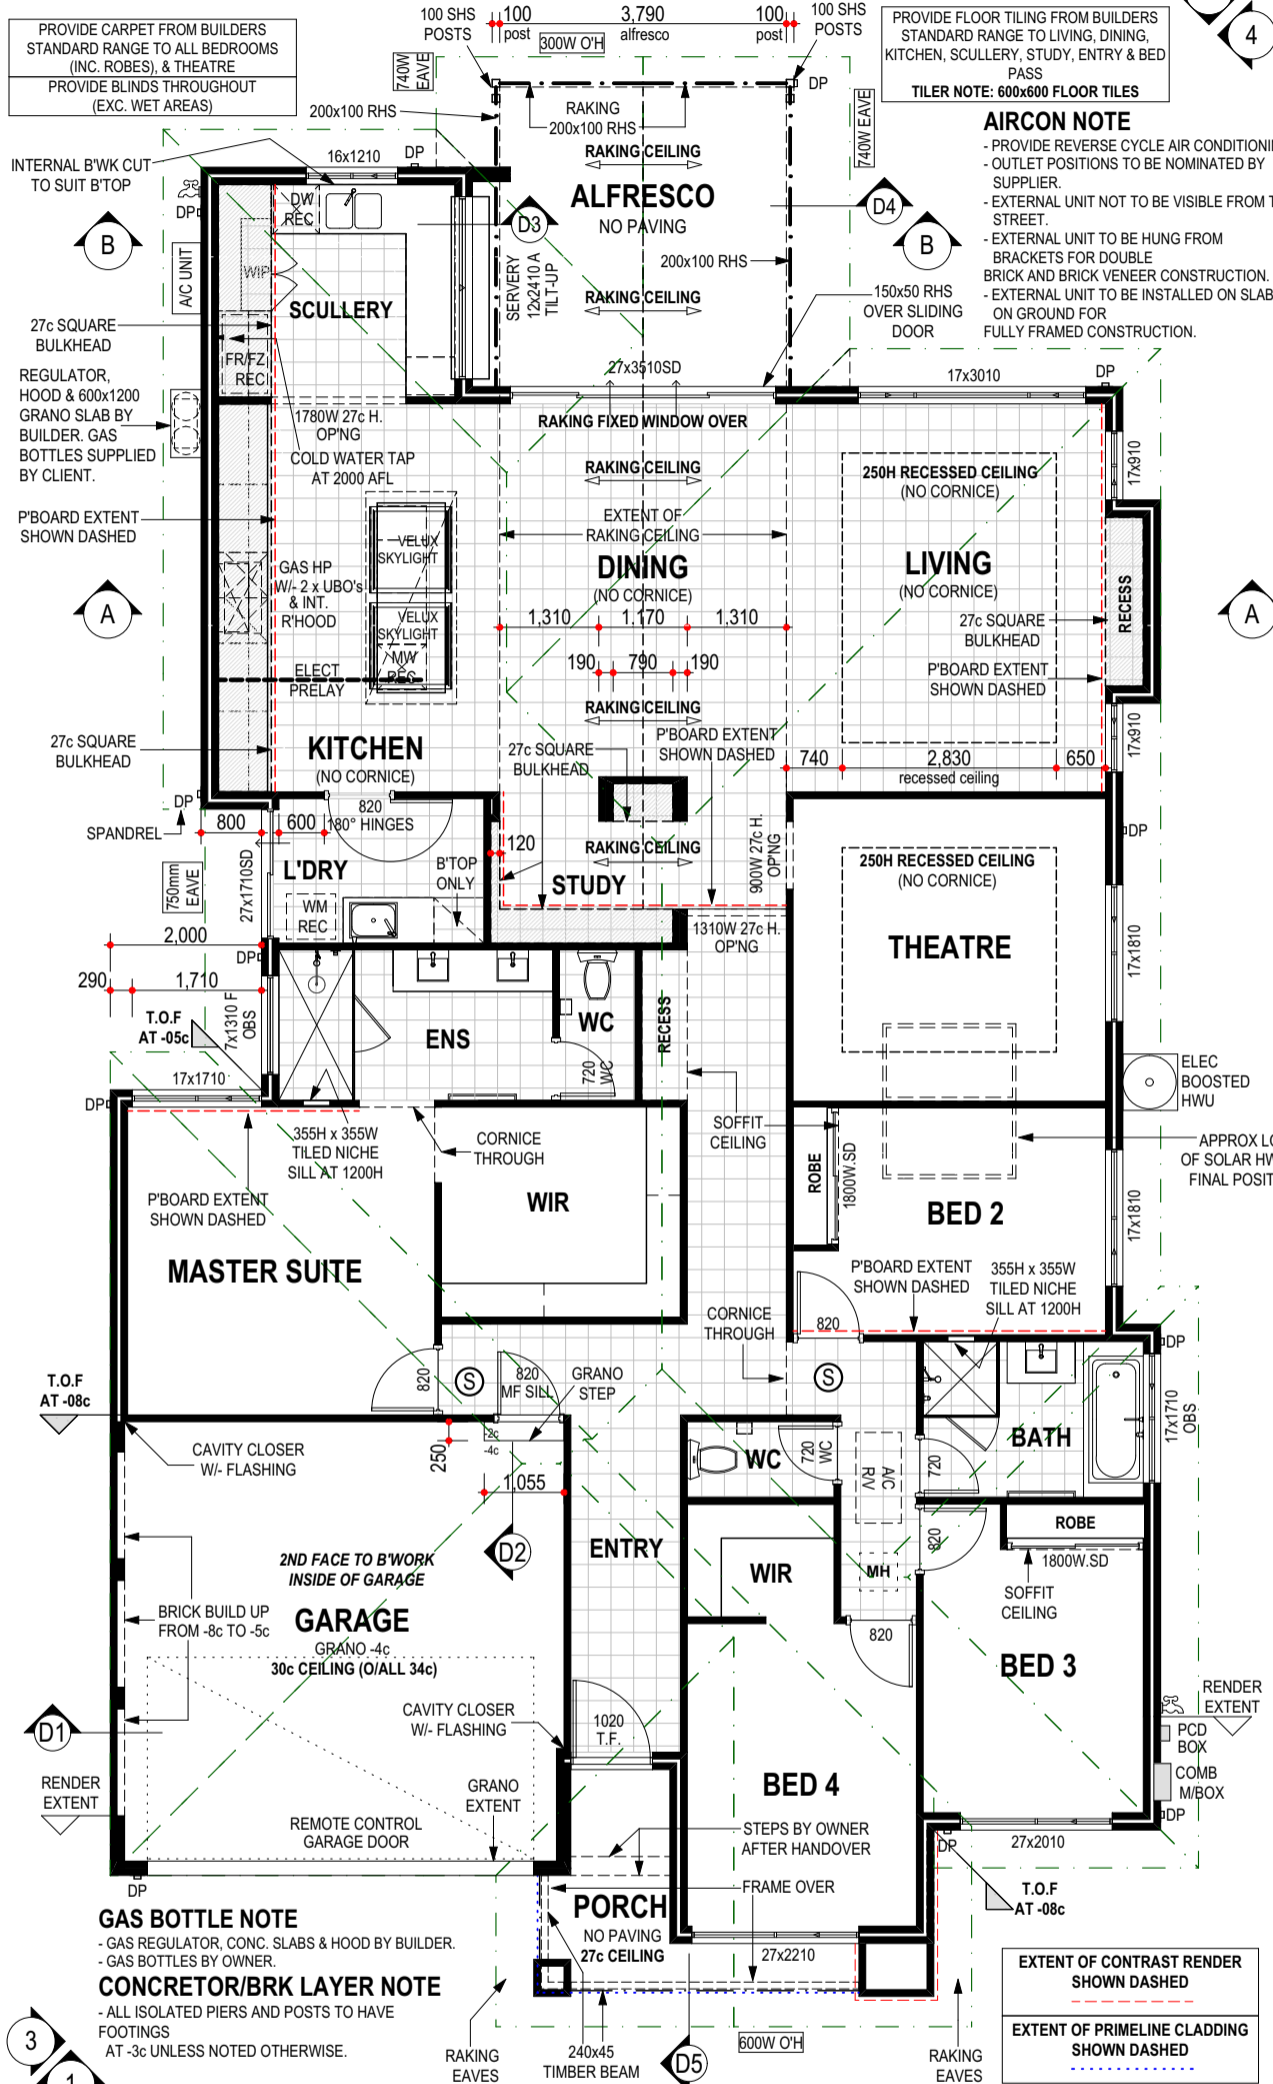 PROVIDE CARPET FROM BUILDERS
STANDARD RANGE TO ALL BEDROOMS
(INC. ROBES), & THEATRE
PROVIDE BLINDS THROUGHOUT
(EXC. WET AREAS)
100 SHS
POSTS
100
post
3,790
alfresco
100
post
100 SHS
POSTS
300W O'H
740W
EAVE
PROVIDE FLOOR TILING FROM BUILDERS
STANDARD RANGE TO LIVING, DINING,
KITCHEN, SCULLERY, STUDY, ENTRY & BED
PASS
TILER NOTE: 600x600 FLOOR TILES
4
DP
200x100 RHS
RAKING
200x100 RHS
RAKING CEILING
740W EAVE
AIRCON NOTE
- PROVIDE REVERSE CYCLE AIR
- OUTLET POSITIONS TO BE NOMINATED BY
SUPPLIER.
- EXTERNAL UNIT NOT TO BE VISIBLE FROM
STREET.
- EXTERNAL UNIT TO BE HUNG FROM
BRACKETS FOR DOUBLE
BRICK AND BRICK VENEER CONSTRUCTION.
- EXTERNAL UNIT TO BE INSTALLED ON SLAB
ON GROUND FOR
FULLY FRAMED CONSTRUCTION.
INTERNAL B'WK CUT
TO SUIT B'TOP
16x1210
DP
DP
B
A/C UNIT
DW
REC
WIP
SCULLERY
FR/FZ
REC
D3
SERVERY
12x2410 A
TILT-UP
ALFRESCO
NO PAVING
200x100 RHS
RAKING CEILING
D4
B
150x50 RHS
OVER SLIDING
DOOR
27c SQUARE
BULKHEAD
REGULATOR,
HOOD & 600x1200
GRANO SLAB BY
BUILDER. GAS
BOTTLES SUPPLIED
BY CLIENT.
1780W 27c H.
OP'NG
COLD WATER TAP
AT 2000 AFL
27x3510SD
RAKING FIXED WINDOW OVER
17x3010
DP
17x910
RAKING CEILING
250H RECESSED CEILING
(NO CORNICE)
P'BOARD EXTENT
SHOWN DASHED
EXTENT OF
RAKING CEILING
VELUX
SKYLIGHT
GAS HP
W/- 2 x UBO's
& INT.
R'HOOD
DINING
(NO CORNICE)
LIVING
(NO CORNICE)
RECESS
A
A
1,310
1,170
1,310
27c SQUARE
BULKHEAD
VELUX
SKYLIGHT
MW
REC
190
790
190
P'BOARD EXTENT
SHOWN DASHED
ELECT
PRELAY
RAKING CEILING
17x910
27c SQUARE
BULKHEAD
KITCHEN
(NO CORNICE)
27c SQUARE
BULKHEAD
P'BOARD EXTENT
SHOWN DASHED
740
2,830
recessed ceiling
650
DP
SPANDREL
800
600
820
180° HINGES
DP
120
RAKING CEILING
900W 27c H.
OP'NG
250H RECESSED CEILING
(NO CORNICE)
750mm
EAVE
27x1710SD
L'DRY
B'TOP
ONLY
STUDY
WM
REC
1310W 27c H.
OP'NG
THEATRE
17x1810
2,000
DP
290
1,710
T.O.F
AT -05c
7x1310 F
OBS
ENS
WC
720
WC
RECESS
ELEC
BOOSTED
HWU
17x1710
DP
355H x 355W
TILED NICHE
SILL AT 1200H
CORNICE
THROUGH
SOFFIT
CEILING
APPROX
OF SOLAR
FINAL
P'BOARD EXTENT
SHOWN DASHED
WIR
ROBE
1800W.SD
BED 2
17x1810
MASTER SUITE
P'BOARD EXTENT
SHOWN DASHED
355H x 355W
TILED NICHE
SILL AT 1200H
CORNICE
THROUGH
820
DP
T.O.F
AT -08c
820
S
820
MF SILL
GRANO
STEP
S
17x1710
OBS
CAVITY CLOSER
W/- FLASHING
250
-2c
-4c
1,055
WC
720
WC
A/C
R/V
720
BATH
D2
ENTRY
2ND FACE TO B'WORK
INSIDE OF GARAGE
WIR
MH
820
ROBE
1800W.SD
SOFFIT
CEILING
BRICK BUILD UP
FROM -8c TO -5c
GARAGE
GRANO -4c
30c CEILING (O/ALL 34c)
820
BED 3
D1
CAVITY CLOSER
W/- FLASHING
1020
T.F.
RENDER
EXTENT
PCD
BOX
COMB
M/BOX
DP
RENDER
EXTENT
GRANO
EXTENT
BED 4
REMOTE CONTROL
GARAGE DOOR
STEPS BY OWNER
AFTER HANDOVER
DP
27x2010
DP
FRAME OVER
T.O.F
AT -08c
PORCH
NO PAVING
27c CEILING
27x2210
GAS BOTTLE NOTE
- GAS REGULATOR, CONC. SLABS & HOOD BY BUILDER.
- GAS BOTTLES BY OWNER.
CONCRETOR/BRK LAYER NOTE
- ALL ISOLATED PIERS AND POSTS TO HAVE
FOOTINGS
AT -3c UNLESS NOTED OTHERWISE.
3
1
RAKING
EAVES
240x45
TIMBER BEAM
D5
600W O'H
RAKING
EAVES
EXTENT OF CONTRAST RENDER
SHOWN DASHED
EXTENT OF PRIMELINE CLADDING
SHOWN DASHED